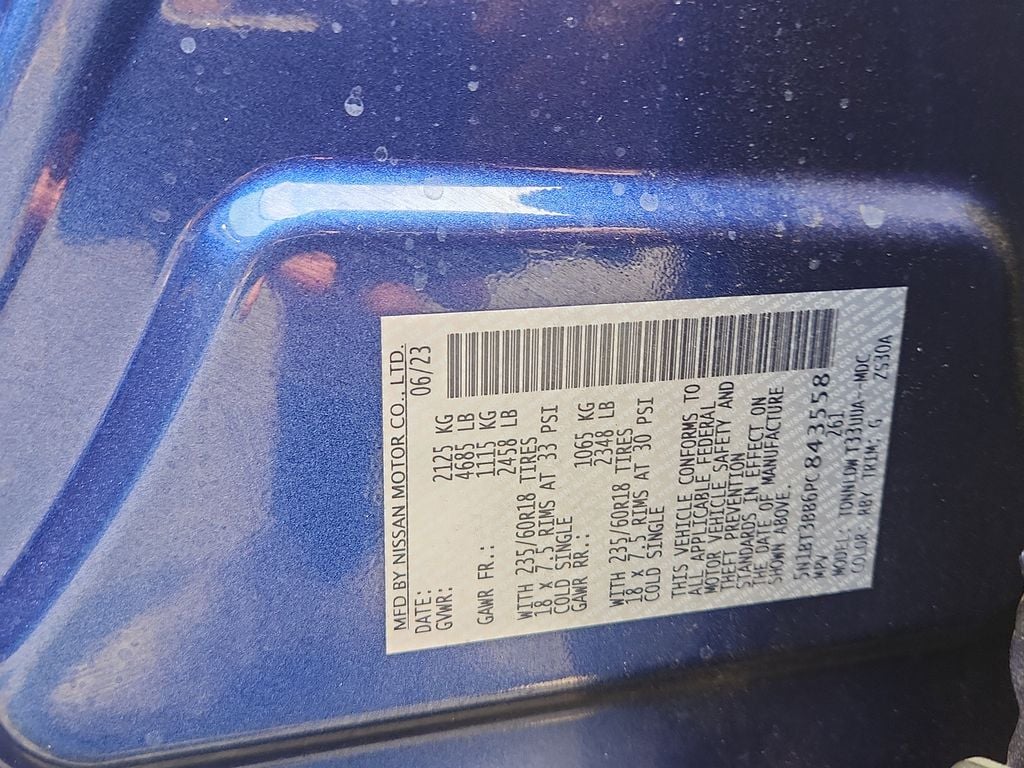 MFD BY NISSAN MOTOR CO., LTD.
DATE: 06/23
GVWR: 2125 KG
4685 LB
GAWR FR.: 1115 KG
2458 LB
WITH 235/60R18 TIRES
18 X 7.5 RIMS AT 33 PSI
COLD SINGLE
GAWR RR.: 1065 KG
2348 LB
WITH 235/60R18 TIRES
18 X 7.5 RIMS AT 30 PSI
COLD SINGLE
THIS VEHICLE CONFORMS TO
ALL APPLICABLE FEDERAL
MOTOR VEHICLE SAFETY AND
THEFT PREVENTION
STANDARDS IN EFFECT ON
THE DATE OF MANUFACTURE
SHOWN ABOVE.
5N1BT3BB6PC843558
MPV 261
MODEL: TDNNLDW T33UUA--MDC
COLOR: RBY TRIM: G ZS30A